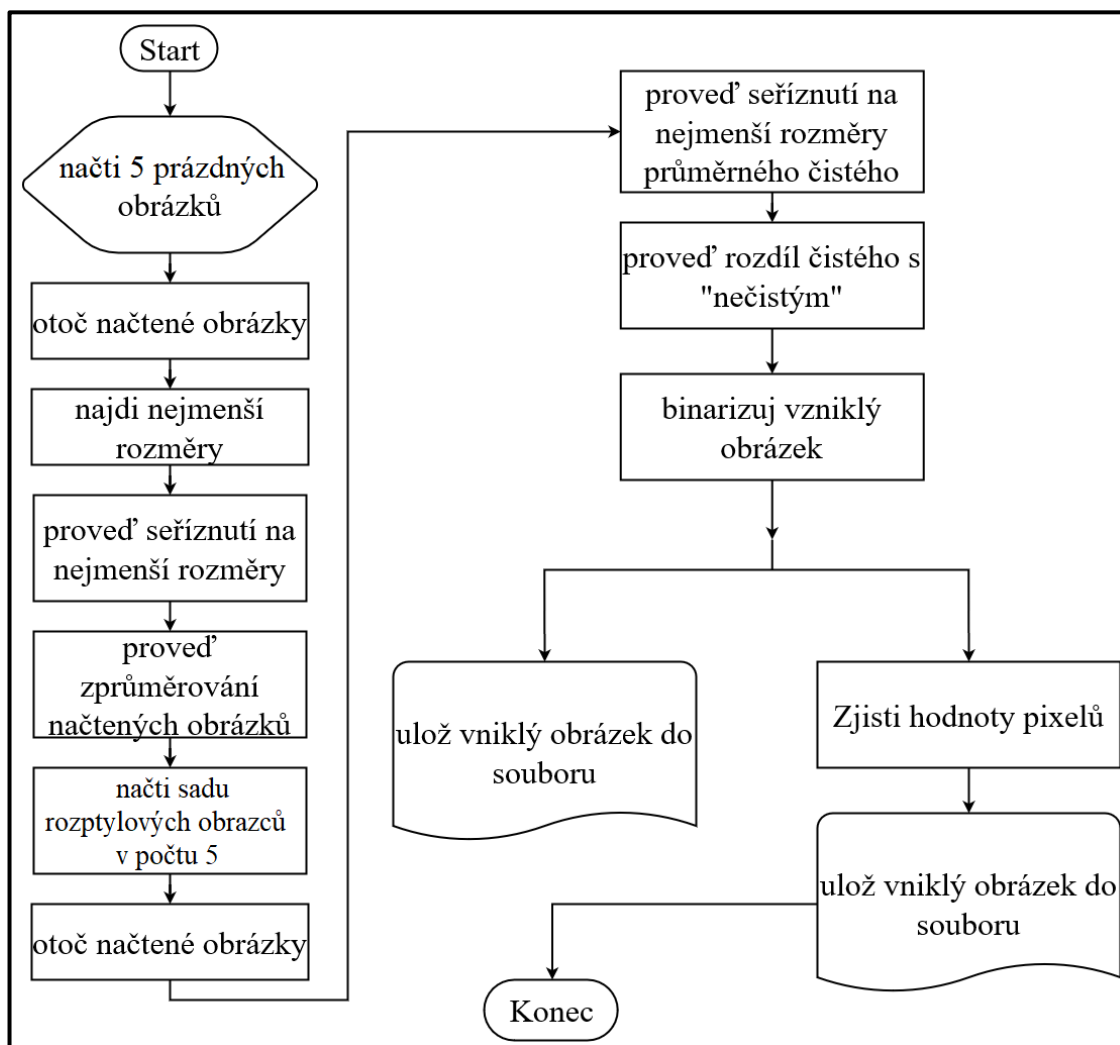 Start
načti 5 prázdných
obrázků
otoč načtené obrázky
najdi nejmenší
rozměry
proveď seříznutí na
nejmenší rozměry
proveď
zprůměrování
načtených obrázků
načti sadu
rozptylových obrazců
v počtu 5
otoč načtené obrázky
proveď seříznutí na
nejmenší rozměry
průměrného čistého
proveď rozdíl čistého s
"nečistým"
binarizuj vzniklý
obrázek
ulož vniklý obrázek do
souboru
Zjisti hodnoty pixelů
ulož vniklý obrázek do
souboru
Konec